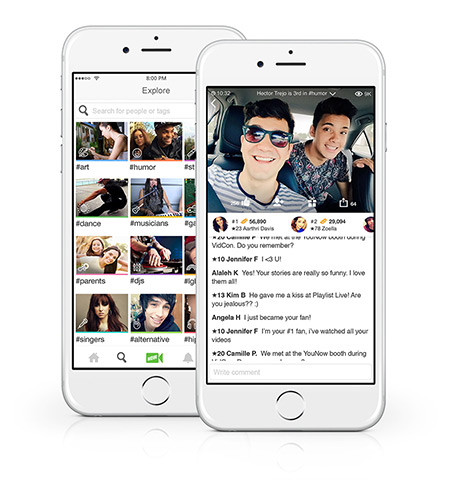 8:00 PM
Explore
Search for people or tags
#art
#humor
#st
#dance
#musicians
#ga
#parents
#djs
#lgb
#singers
#alternative
#hip
10:32
Hector Trejo is 3rd in #humor
9K
258
64
#1 56,890
★23 Aarthri Davis
#2 29,094
★78 Zoella
★20 Camille P. We met at the YouNow booth during
VidCon. Do you remember?
★10 Jennifer F I <3 U!
Alaleh K Yes! Your stories are really so funny. I love
them all!
★13 Kim B He gave me a kiss at Playlist Live! Are
you jealous?? :)
Angela H I just became your fan!
★10 Jennifer F I'm your #1 fan, i've watched all your
videos
★20 Camille P. We met at the YouNow booth during
Write comment